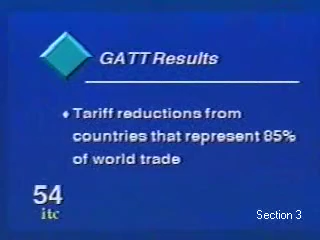 GATT Results
♦ Tariff reductions from
countries that represent 85%
of world trade
54
itc
Section 3